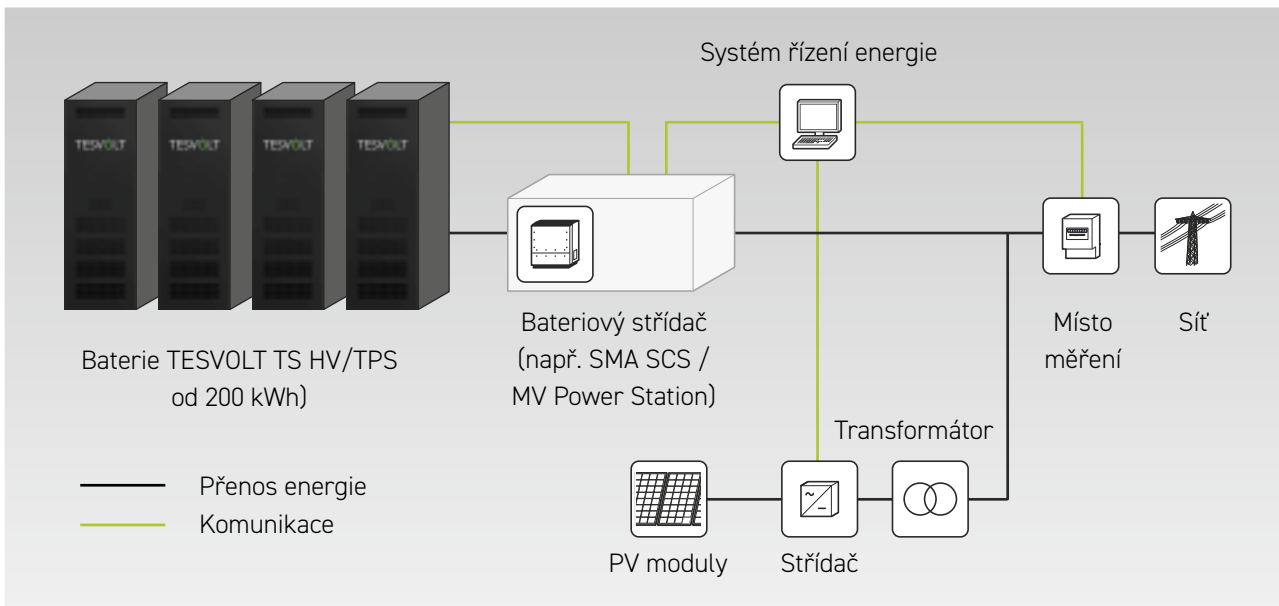 Systém řízení energie
TESVOLT TESVOLT TESVOLT TESVOLT
Baterie TESVOLT TS HV/TPS
od 200 kWh)
Bateriový střídač
(např. SMA SCS /
MV Power Station)
Místo
měření
Síť
Transformátor
Přenos energie
Komunikace
PV moduly
Střídač